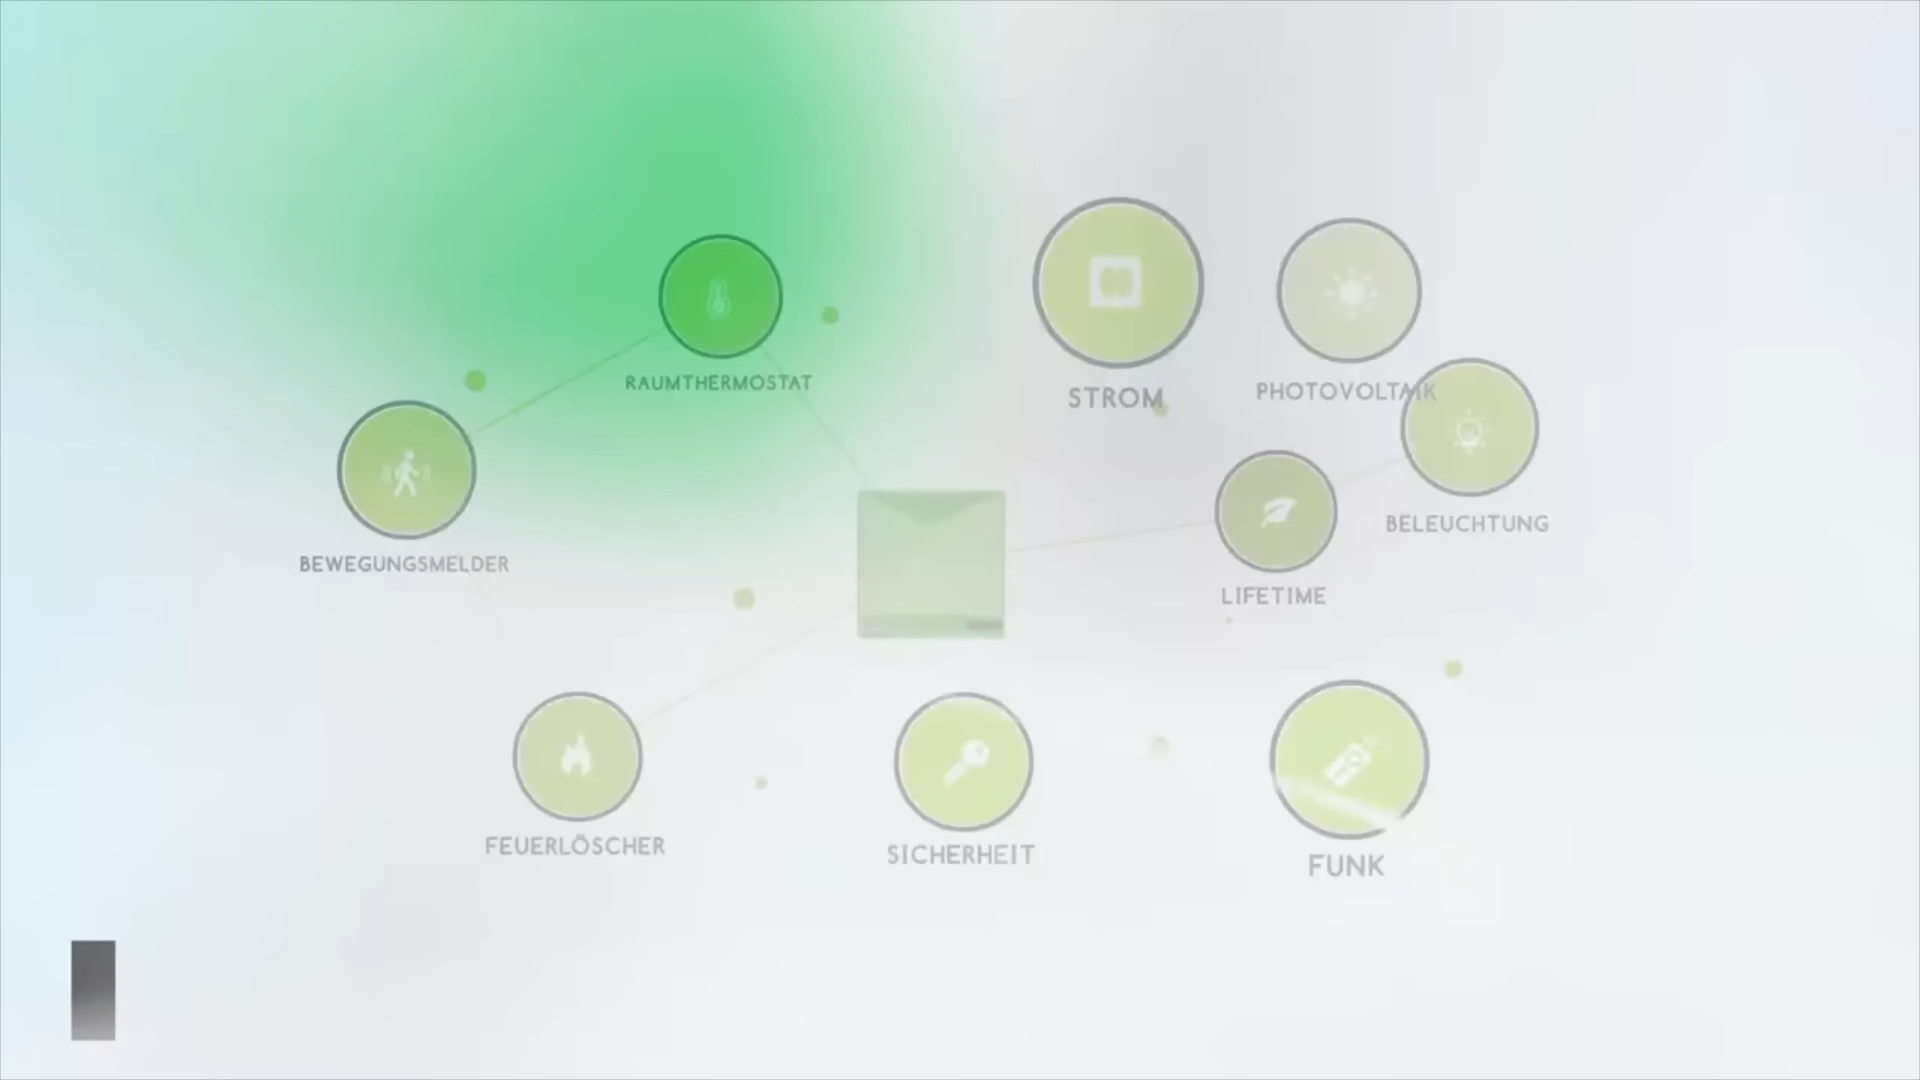 RAUMTHERMOSTAT
STROM
PHOTOVOLTAIK
BEWEGUNGSMELDER
BELEUCHTUNG
LIFETIME
FEUERLÖSCHER
SICHERHEIT
FUNK